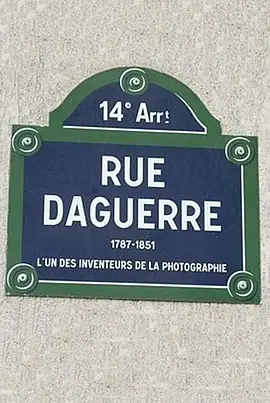 14e Arrt
RUE
DAGUERRE
1787-1851
L'UN DES INVENTEURS DE LA PHOTOGRAPHIE